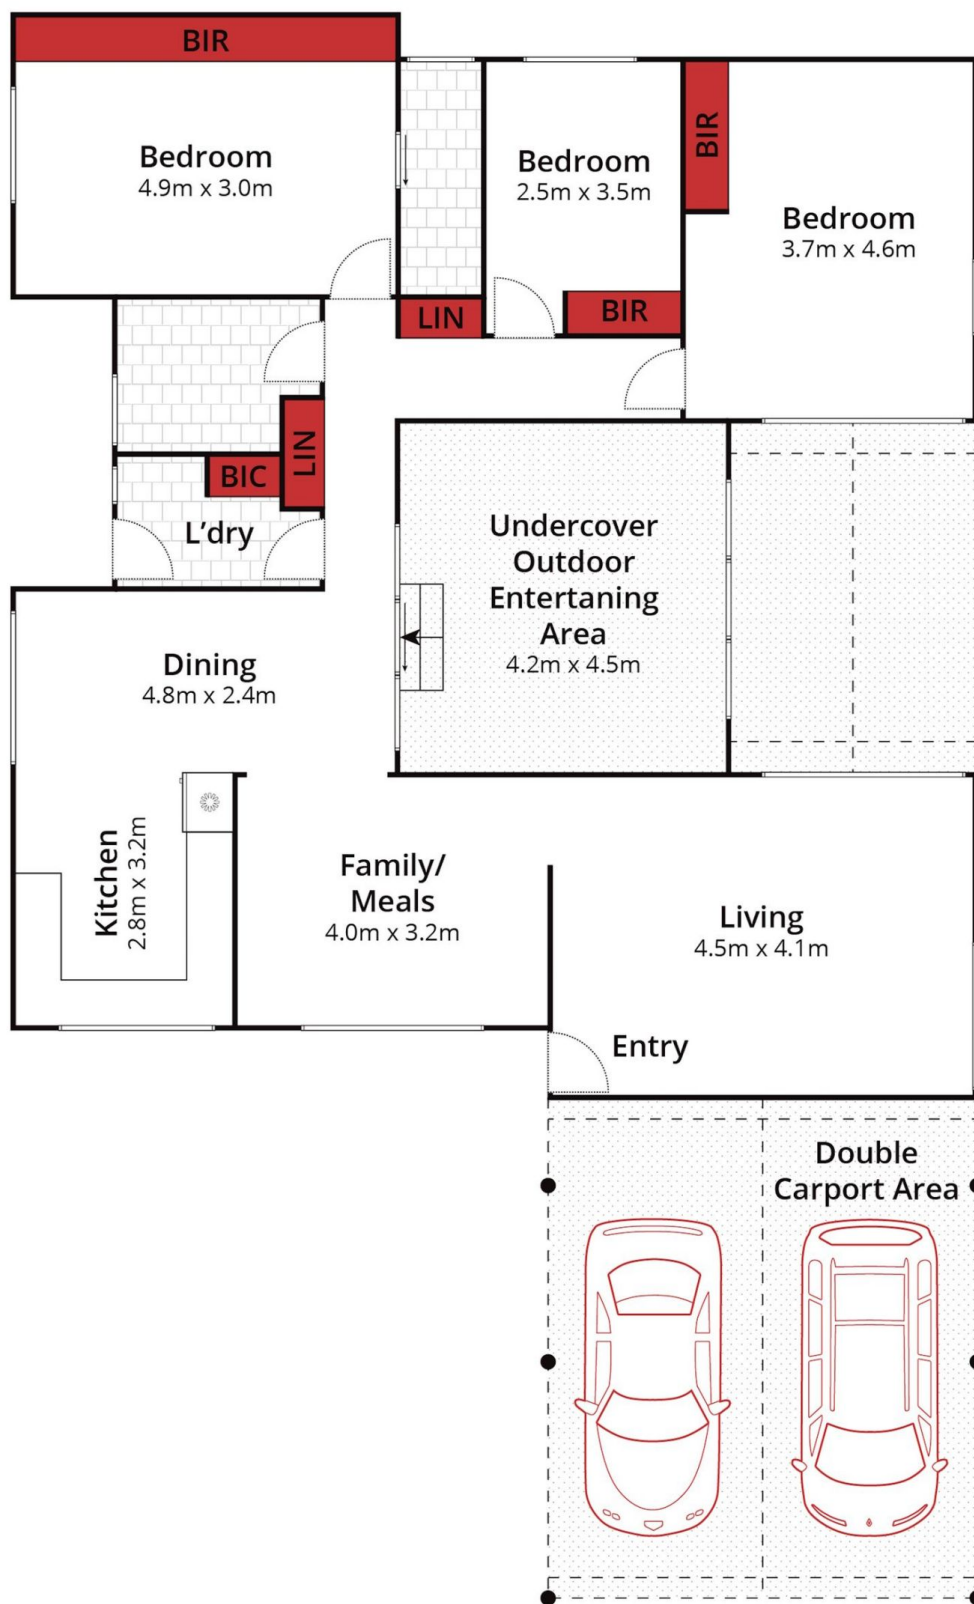 BIR
Bedroom
4.9m x 3.0m
Bedroom
2.5m x 3.5m
BIR
Bedroom
3.7m x 4.6m
LIN
BIR
LIN
BIC
L'dry
Undercover
Outdoor
Entertaning
Area
4.2m x 4.5m
Dining
4.8m x 2.4m
Kitchen
2.8m x 3.2m
Family/
Meals
4.0m x 3.2m
Living
4.5m x 4.1m
Entry
Double
Carport Area